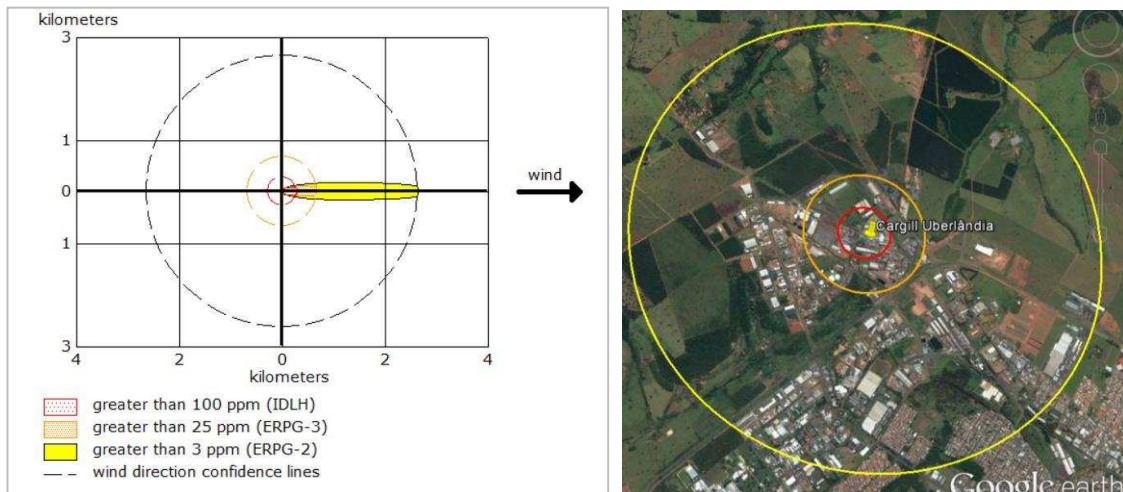 kilometers
3
1
0
1
3
4
2
0
2
4
kilometers
wind
greater than 100 ppm (IDLH)
greater than 25 ppm (ERPG-3)
greater than 3 ppm (ERPG-2)
wind direction confidence lines
Cargill Uberlândia
Google earth